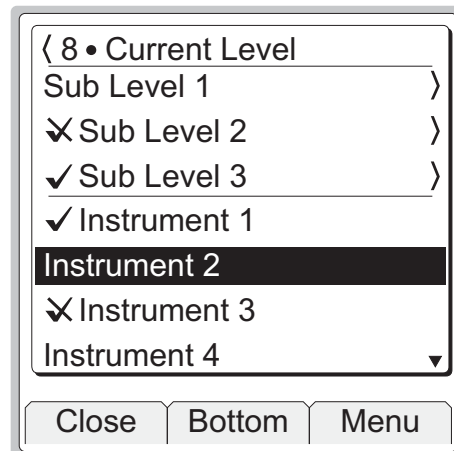 ⟨ 8 • Current Level
Sub Level 1 ⟩
Sub Level 2 ⟩
✓ Sub Level 3 ⟩
✓ Instrument 1
Instrument 2
Instrument 3
Instrument 4 ▼
Close Bottom Menu